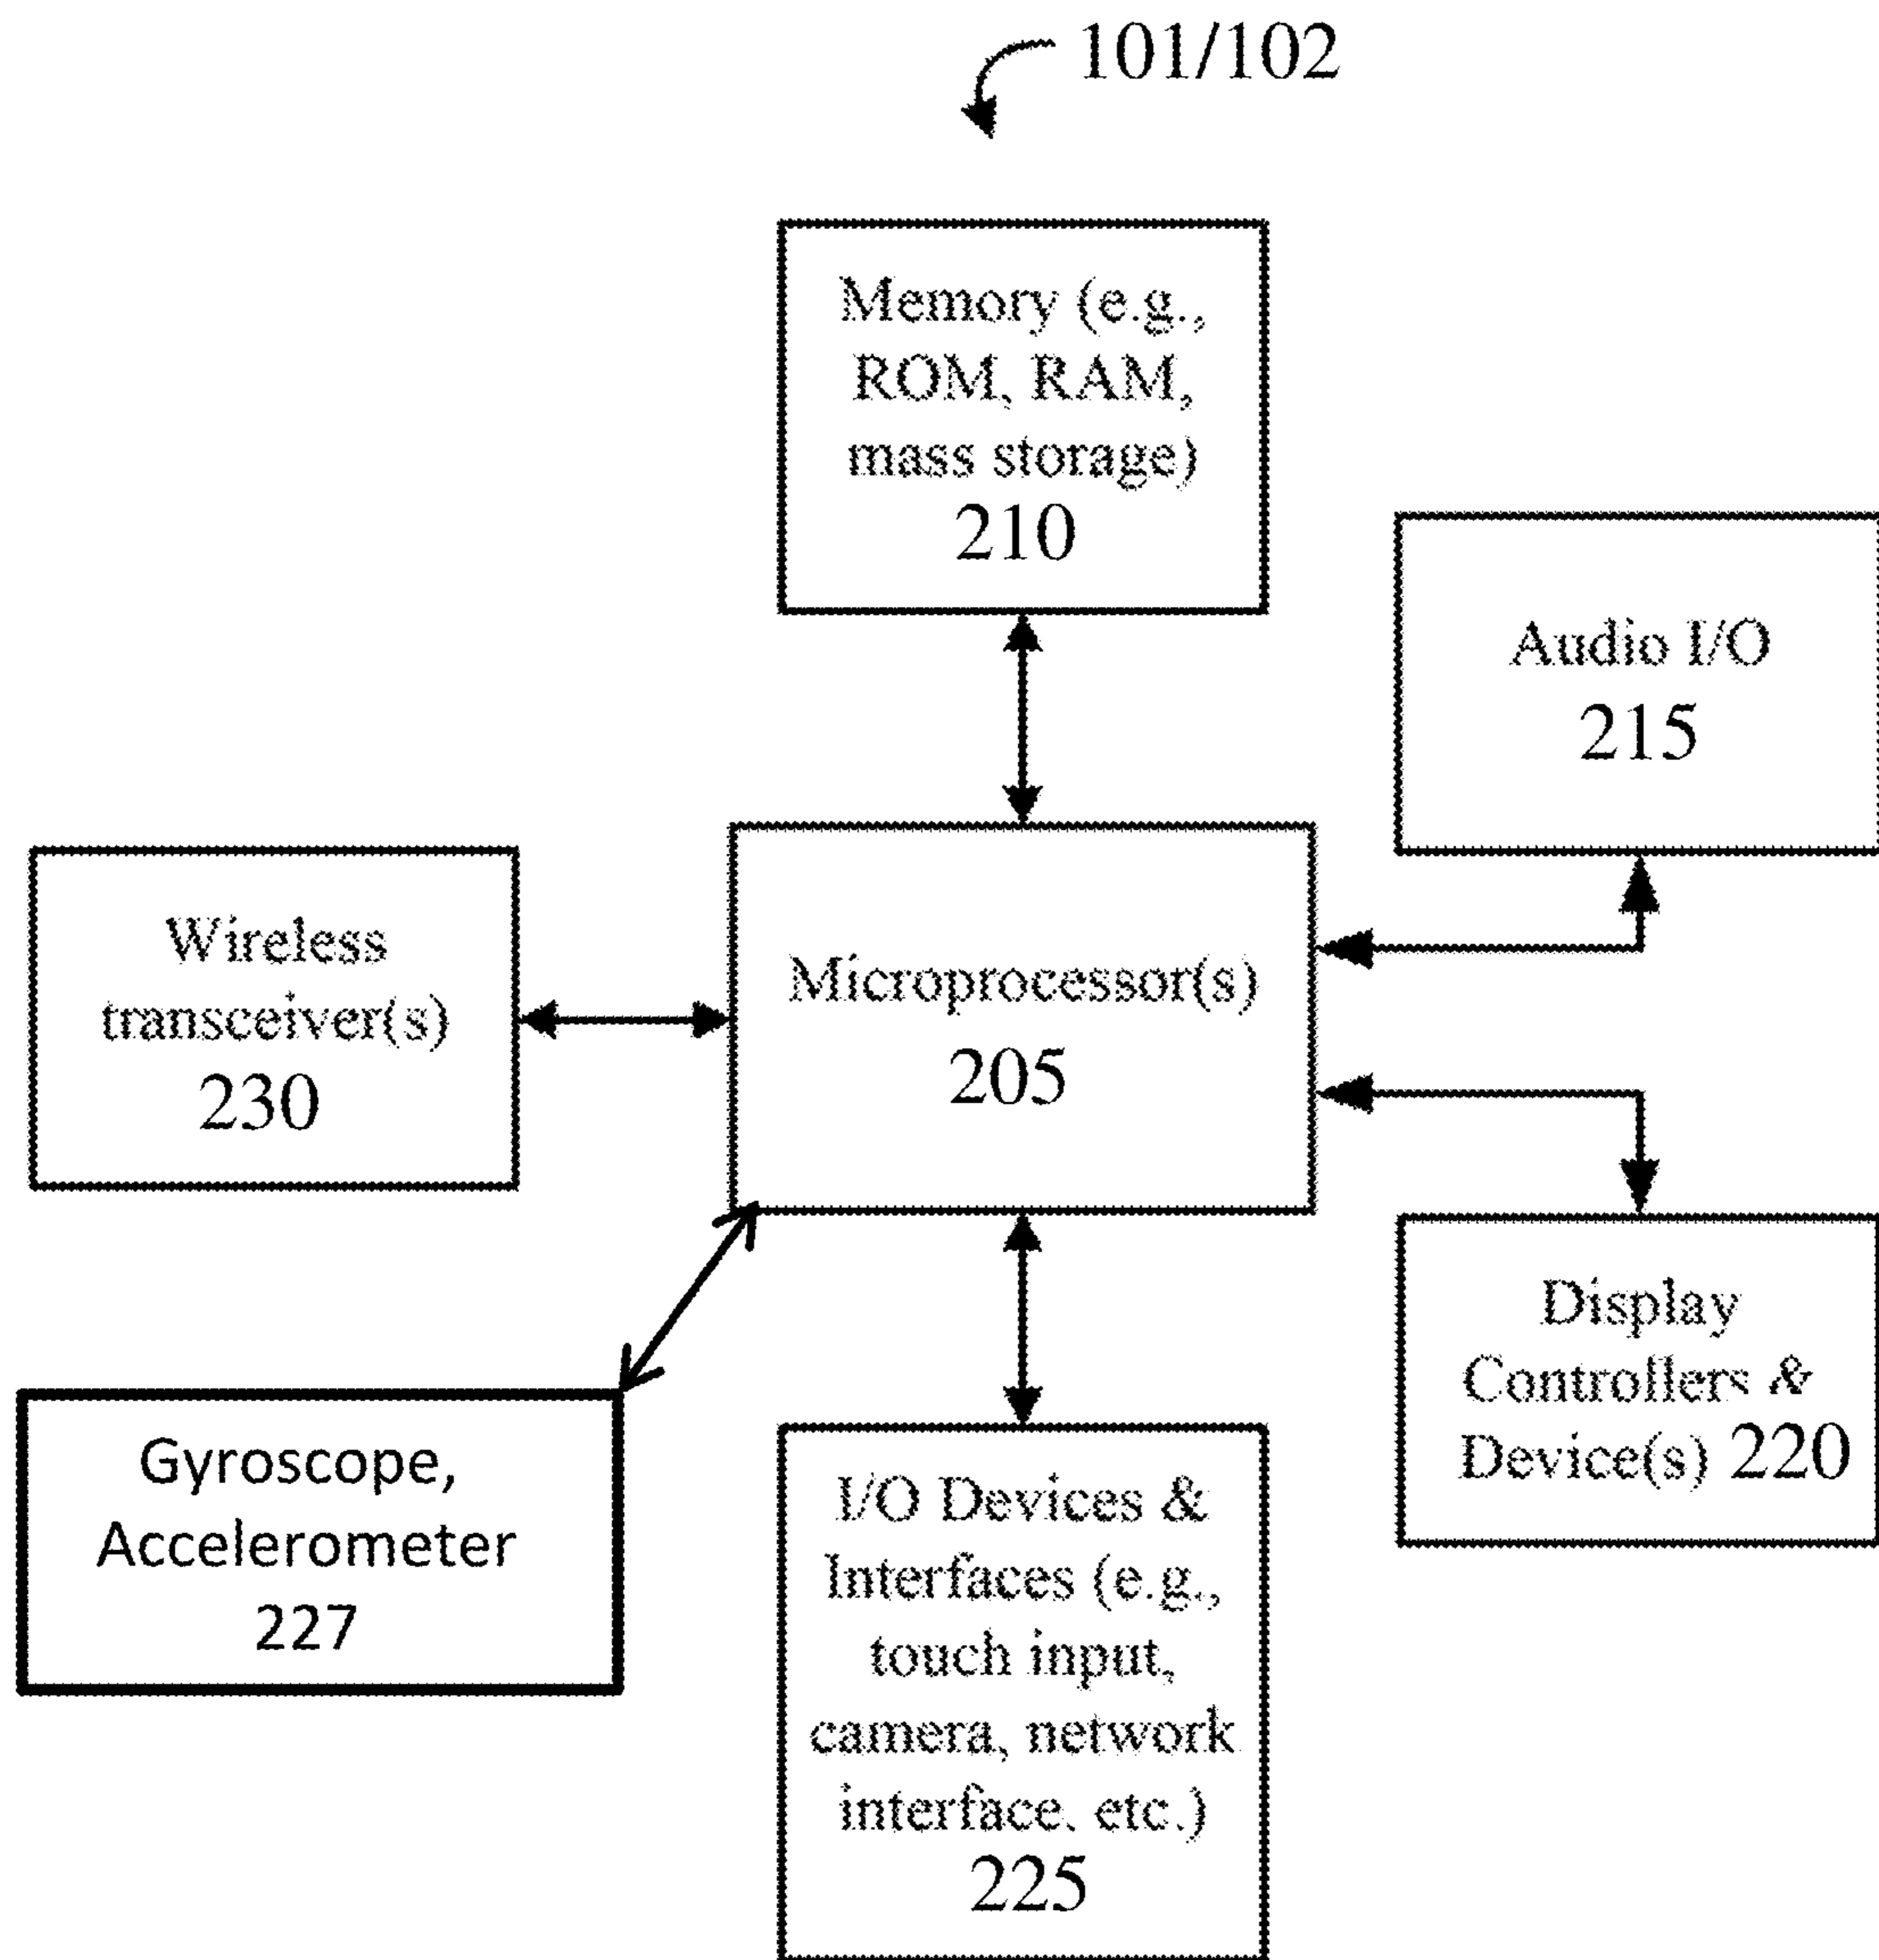 101/102
Memory (e.g.,
ROM, RAM,
mass storage)
210
Audio I/O
215
Wireless
transceiver(s)
230
Microprocessor(s)
205
Display
Controllers &
Device(s) 220
Gyroscope,
Accelerometer
227
I/O Devices &
Interfaces (e.g.,
touch input,
camera, network
interface. etc.)
225